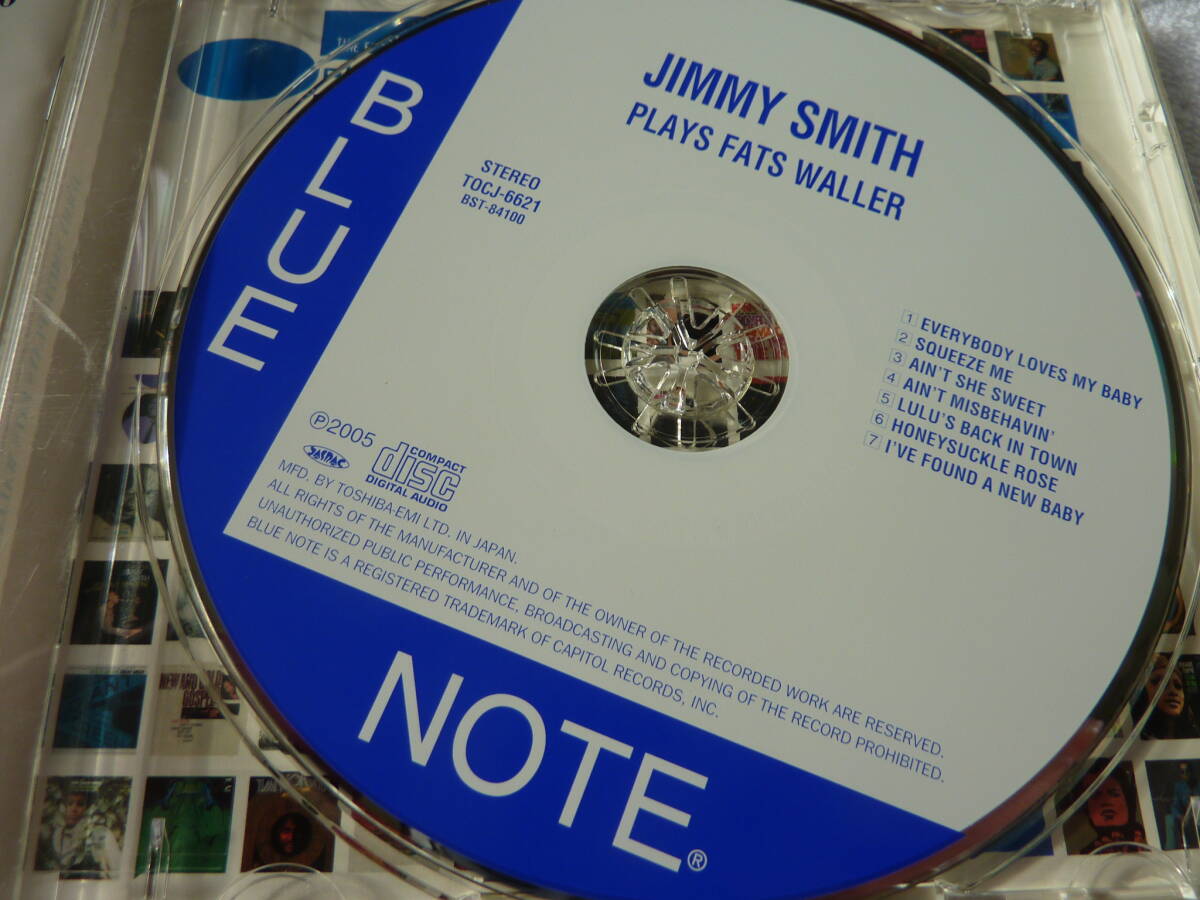 BLUE
NOTE®
JIMMY SMITH
PLAYS FATS WALLER
STEREO
TOCJ-6621
BST-84100
1 EVERYBODY LOVES MY BABY
2 SQUEEZE ME
3 AIN'T SHE SWEET
4 AIN'T MISBEHAVIN'
5 LULU'S BACK IN TOWN
6 HONEYSUCKLE ROSE
7 I'VE FOUND A NEW BABY
℗2005
COMPACT
disc
DIGITAL AUDIO
MFD. BY TOSHIBA-EMI LTD. IN JAPAN.
ALL RIGHTS OF THE MANUFACTURER AND OF THE OWNER OF THE RECORDED WORK ARE RESERVED.
UNAUTHORIZED PUBLIC PERFORMANCE, BROADCASTING AND COPYING OF THE RECORD PROHIBITED.
BLUE NOTE IS A REGISTERED TRADEMARK OF CAPITOL RECORDS, INC.